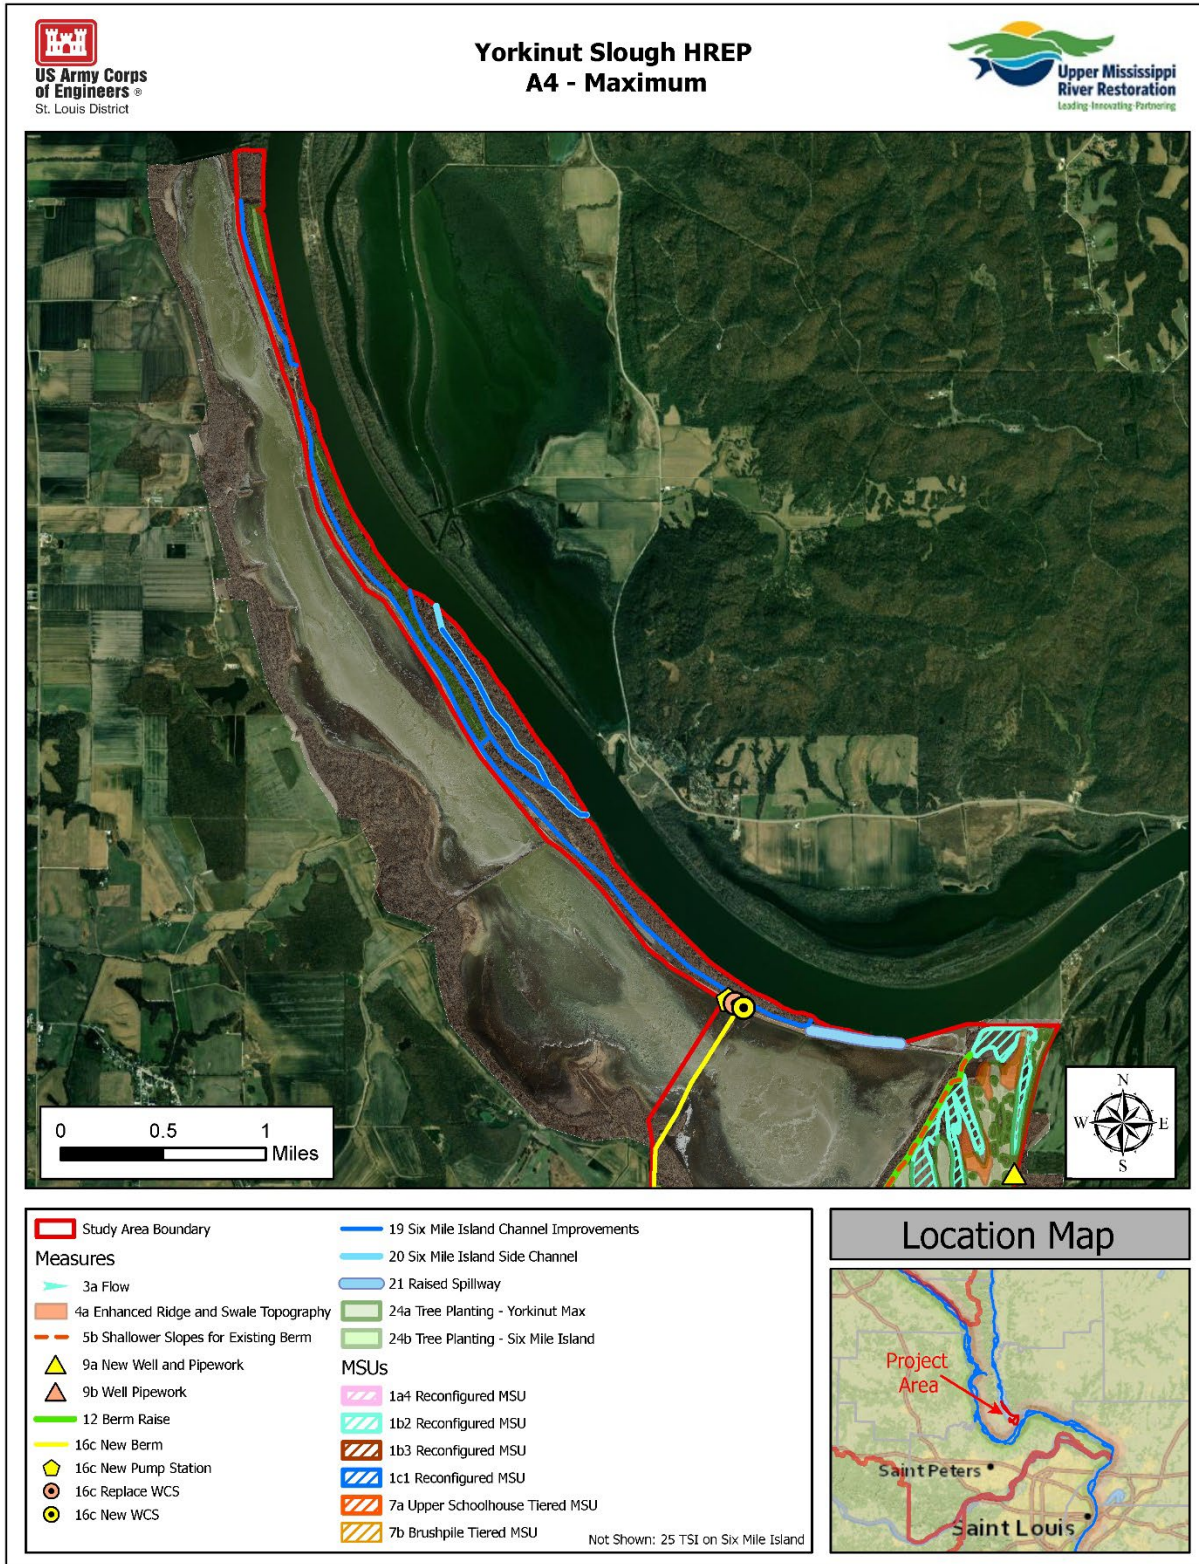 US Army Corps
of Engineers ®
St. Louis District
Yorkinut Slough HREP
A4 - Maximum
Upper Mississippi
River Restoration
Leading-Innovating-Partnering
0 0.5 1
Miles
N
W E
S
Study Area Boundary
Measures
3a Flow
4a Enhanced Ridge and Swale Topography
5b Shallower Slopes for Existing Berm
9a New Well and Pipework
9b Well Pipework
12 Berm Raise
16c New Berm
16c New Pump Station
16c Replace WCS
16c New WCS
19 Six Mile Island Channel Improvements
20 Six Mile Island Side Channel
21 Raised Spillway
24a Tree Planting - Yorkinut Max
24b Tree Planting - Six Mile Island
MSUs
1a4 Reconfigured MSU
1b2 Reconfigured MSU
1b3 Reconfigured MSU
1c1 Reconfigured MSU
7a Upper Schoolhouse Tiered MSU
7b Brushpile Tiered MSU
Not Shown: 25 TSI on Six Mile Island
Location Map
Project
Area
Saint Peters
Saint Louis